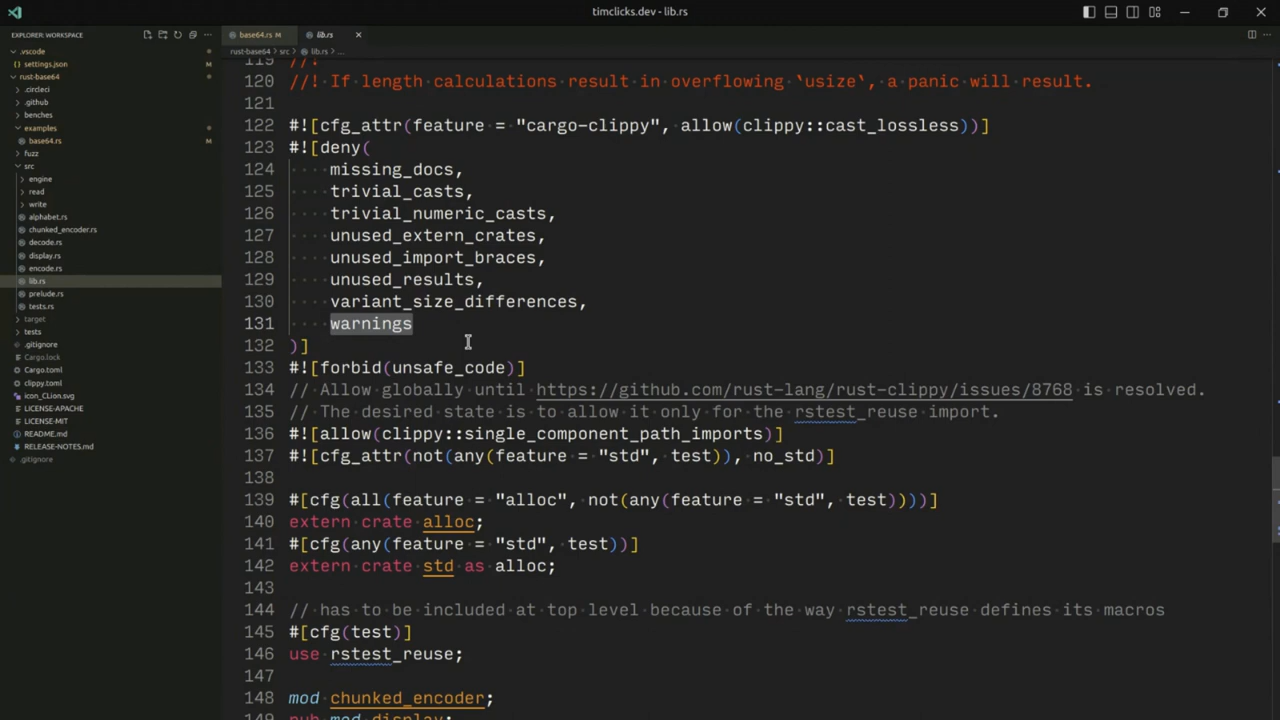 timclicks.dev - lib.rs
EXPLORER: WORKSPACE
.vscode
settings.json
rust-base64
.circleci
.github
benches
examples
base64.rs
M
fuzz
src
engine
read
write
alphabet.rs
chunked_encoder.rs
decode.rs
display.rs
encode.rs
lib.rs
prelude.rs
tests.rs
target
tests
.gitignore
Cargo.lock
Cargo.toml
clippy.toml
icon_CLion.svg
LICENSE-APACHE
LICENSE-MIT
README.md
RELEASE-NOTES.md
.gitignore
base64.rs M
lib.rs
rust-base64 › src › lib.rs › ...
119 //!
120 //! If length calculations result in overflowing `usize`, a panic will result.
121
122 #![cfg_attr(feature = "cargo-clippy", allow(clippy::cast_lossless))]
123 #![deny(
124 missing_docs,
125 trivial_casts,
126 trivial_numeric_casts,
127 unused_extern_crates,
128 unused_import_braces,
129 unused_results,
130 variant_size_differences,
131 warnings
132 )]
133 #![forbid(unsafe_code)]
134 // Allow globally until https://github.com/rust-lang/rust-clippy/issues/8768 is resolved.
135 // The desired state is to allow it only for the rstest_reuse import.
136 #![allow(clippy::single_component_path_imports)]
137 #![cfg_attr(not(any(feature = "std", test)), no_std)]
138
139 #[cfg(all(feature = "alloc", not(any(feature = "std", test))))]
140 extern crate alloc;
141 #[cfg(any(feature = "std", test))]
142 extern crate std as alloc;
143
144 // has to be included at top level because of the way rstest_reuse defines its macros
145 #[cfg(test)]
146 use rstest_reuse;
147
148 mod chunked_encoder;
149 pub mod display;